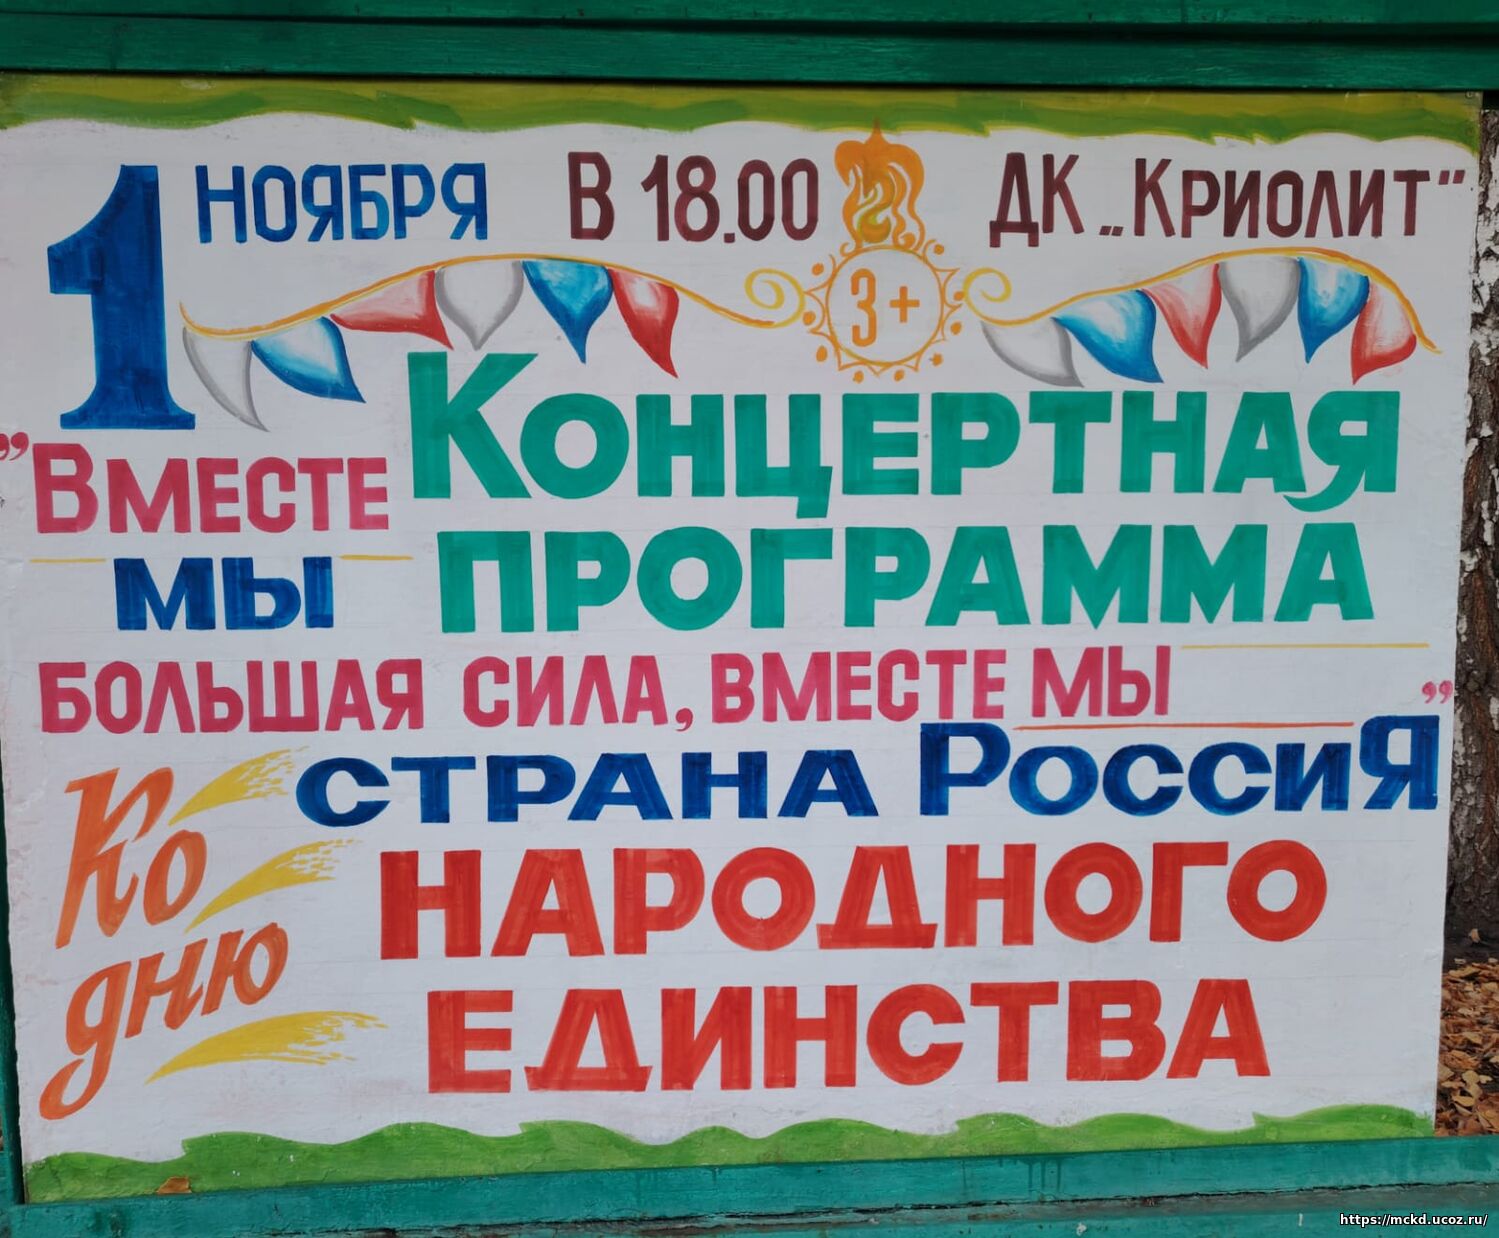 1 НОЯБРЯ В 18.00 ДК „Криолит“
3+
Концертная
программа
”Вместе
мы
большая сила, вместе мы
страна Россия”
Ко
дню
народного
единства
https://mckd.ucoz.ru/